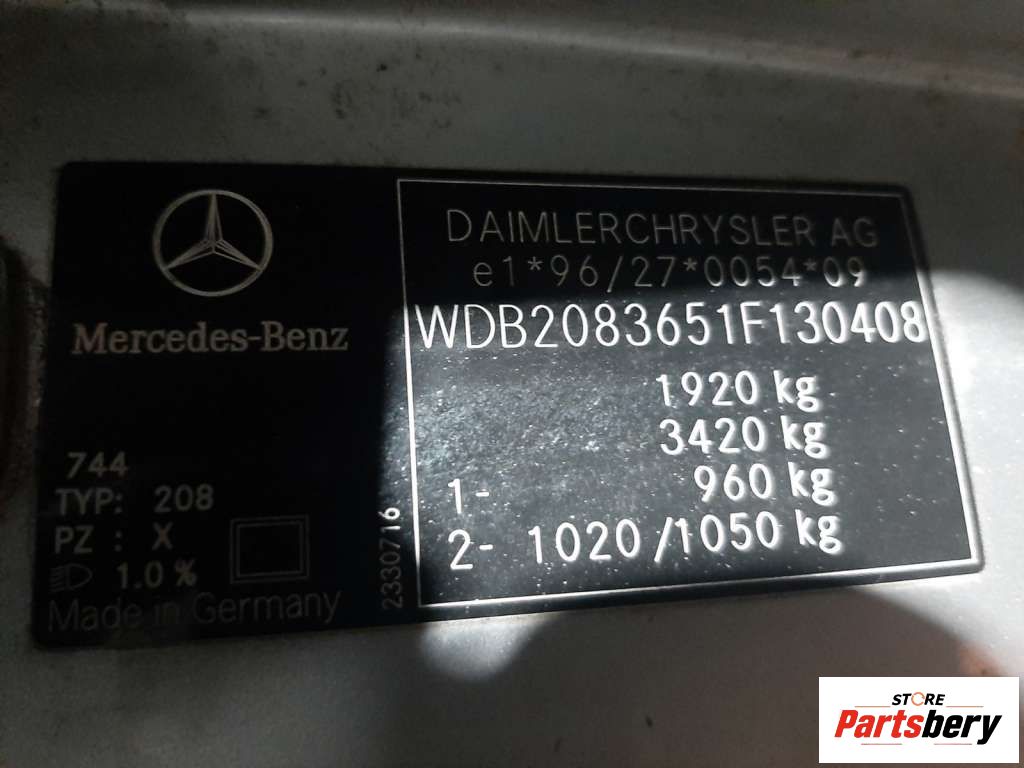 Mercedes-Benz
744
TYP: 208
PZ : X
1.0 %
Made in Germany
2330716
DAIMLERCHRYSLER AG
e1*96/27*0054*09
WDB2083651F130408
1920 kg
3420 kg
1- 960 kg
2- 1020/1050 kg
STORE
Partsbery